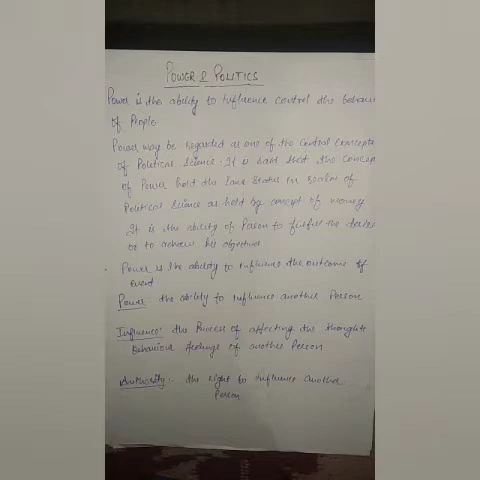 POWER & POLITICS
Power is the ability to influence control the behaviou
of People
Power may be regarded as one of the Central Concepts
of Political Science. It is said that the concept
of Power hold the same status in realm of
Political Science as held by concept of money
It is the ability of Person to fulfill the desires
or to achieve his objectives
Power is the ability to influence the outcome of
event
Power the ability to influence another Person
Influence: the Process of affecting the thoughts
Behaviour feelings of another Person
Authority:- the right to influence another
Person